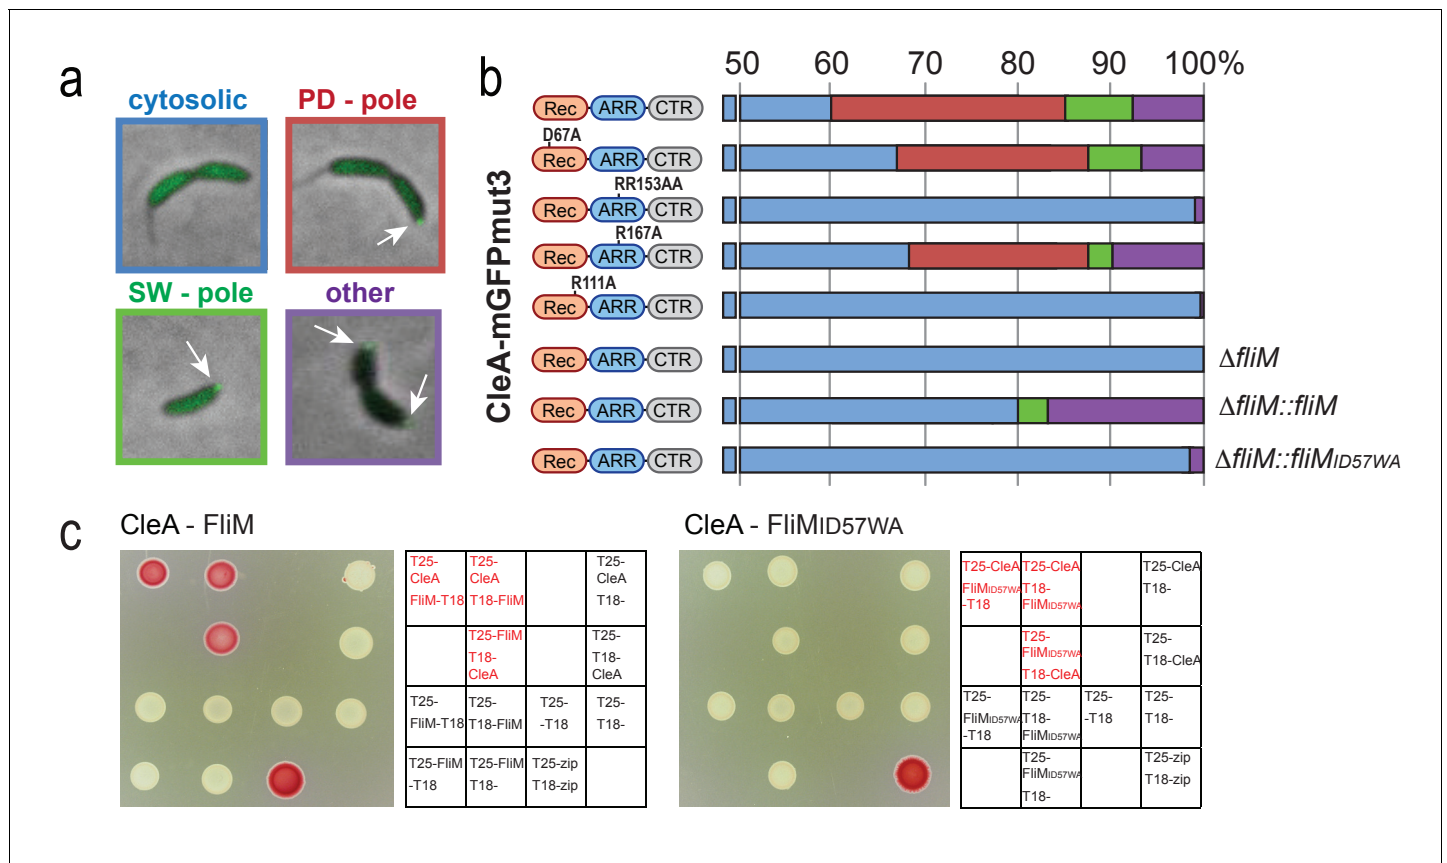 a
cytosolic
PD - pole
SW - pole
other
b
50 60 70 80 90 100%
CleA-mGFPmut3
Rec ARR CTR
D67A
Rec ARR CTR
RR153AA
Rec ARR CTR
R167A
Rec ARR CTR
R111A
Rec ARR CTR
Rec ARR CTR
ΔfliM
Rec ARR CTR
ΔfliM::fliM
Rec ARR CTR
ΔfliM::fliMID57WA
c
CleA - FliM
T25-
CleA
FliM-T18
T25-
CleA
T18-FliM
T25-
CleA
T18-
T25-FliM
T18-
CleA
T25-
T18-
CleA
T25-
FliM-T18
T25-
T18-FliM
T25-
-T18
T25-
T18-
T25-FliM
-T18
T25-FliM
T18-
T25-zip
T18-zip
CleA - FliMID57WA
T25-CleA
FliMID57WA
-T18
T25-CleA
T18-
FliMID57WA
T25-CleA
T18-
T25-
FliMID57WA
T18-CleA
T25-
T18-CleA
T25-
FliMID57WA
-T18
T25-
T18-
FliMID57WA
T25-
-T18
T25-
T18-
T25-
FliMID57WA
T18-
T25-zip
T18-zip